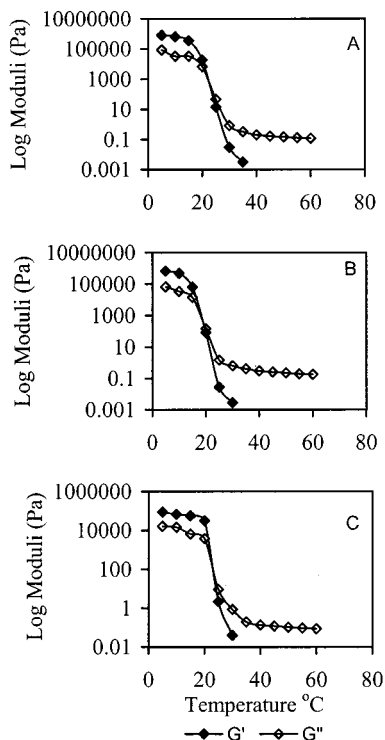 A
Log Moduli (Pa)
10000000
100000
1000
10
0.1
0.001
0 20 40 60 80
B
Log Moduli (Pa)
10000000
100000
1000
10
0.1
0.001
0 20 40 60 80
C
Log Moduli (Pa)
1000000
10000
100
1
0.01
0 20 40 60 80
Temperature °C
G' G"